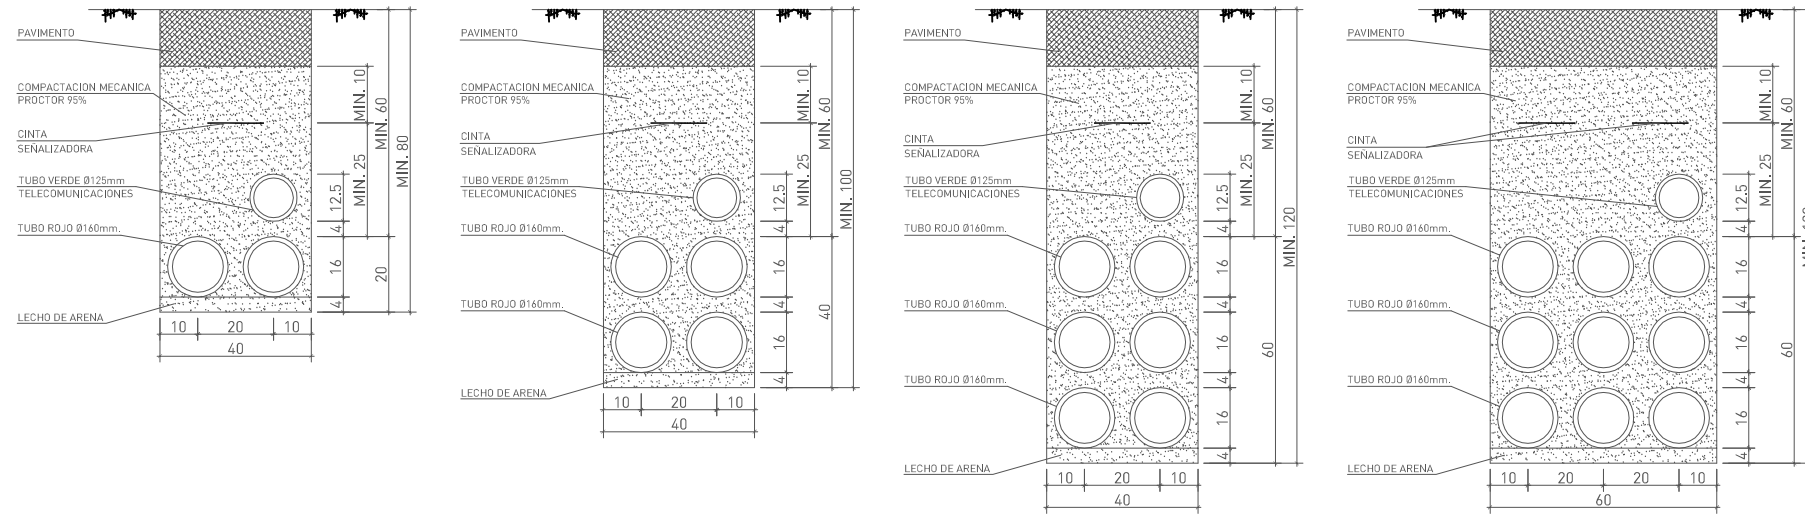 PAVIMENTO
COMPACTACION MECANICA
PROCTOR 95%
CINTA
SEÑALIZADORA
TUBO VERDE Ø125mm
TELECOMUNICACIONES
TUBO ROJO Ø160mm.
LECHO DE ARENA
MIN. 10
MIN. 25
12.5
4
16
4
MIN. 60
20
MIN. 80
10
20
10
40
PAVIMENTO
COMPACTACION MECANICA
PROCTOR 95%
CINTA
SEÑALIZADORA
TUBO VERDE Ø125mm
TELECOMUNICACIONES
TUBO ROJO Ø160mm.
TUBO ROJO Ø160mm.
LECHO DE ARENA
MIN. 10
MIN. 25
12.5
4
16
4
16
4
MIN. 60
40
MIN. 100
10
20
10
40
PAVIMENTO
COMPACTACION MECANICA
PROCTOR 95%
CINTA
SEÑALIZADORA
TUBO VERDE Ø125mm
TELECOMUNICACIONES
TUBO ROJO Ø160mm.
TUBO ROJO Ø160mm.
TUBO ROJO Ø160mm.
LECHO DE ARENA
MIN. 10
MIN. 25
12.5
4
16
4
16
4
16
4
MIN. 60
60
MIN. 120
10
20
10
40
PAVIMENTO
COMPACTACION MECANICA
PROCTOR 95%
CINTA
SEÑALIZADORA
TUBO VERDE Ø125mm
TELECOMUNICACIONES
TUBO ROJO Ø160mm.
TUBO ROJO Ø160mm.
TUBO ROJO Ø160mm.
LECHO DE ARENA
MIN. 10
MIN. 25
12.5
4
16
4
16
4
16
4
MIN. 60
60
10
20
20
10
60